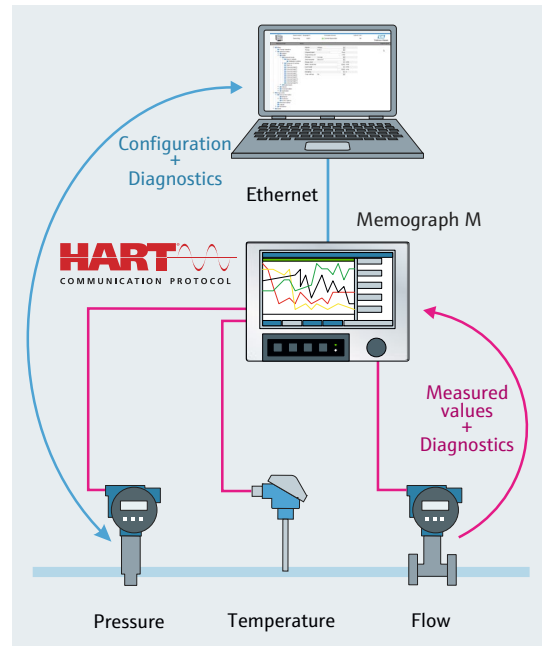 Configuration
+
Diagnostics
Ethernet
Memograph M
HART
COMMUNICATION PROTOCOL
Measured
values
+
Diagnostics
Pressure
Temperature
Flow